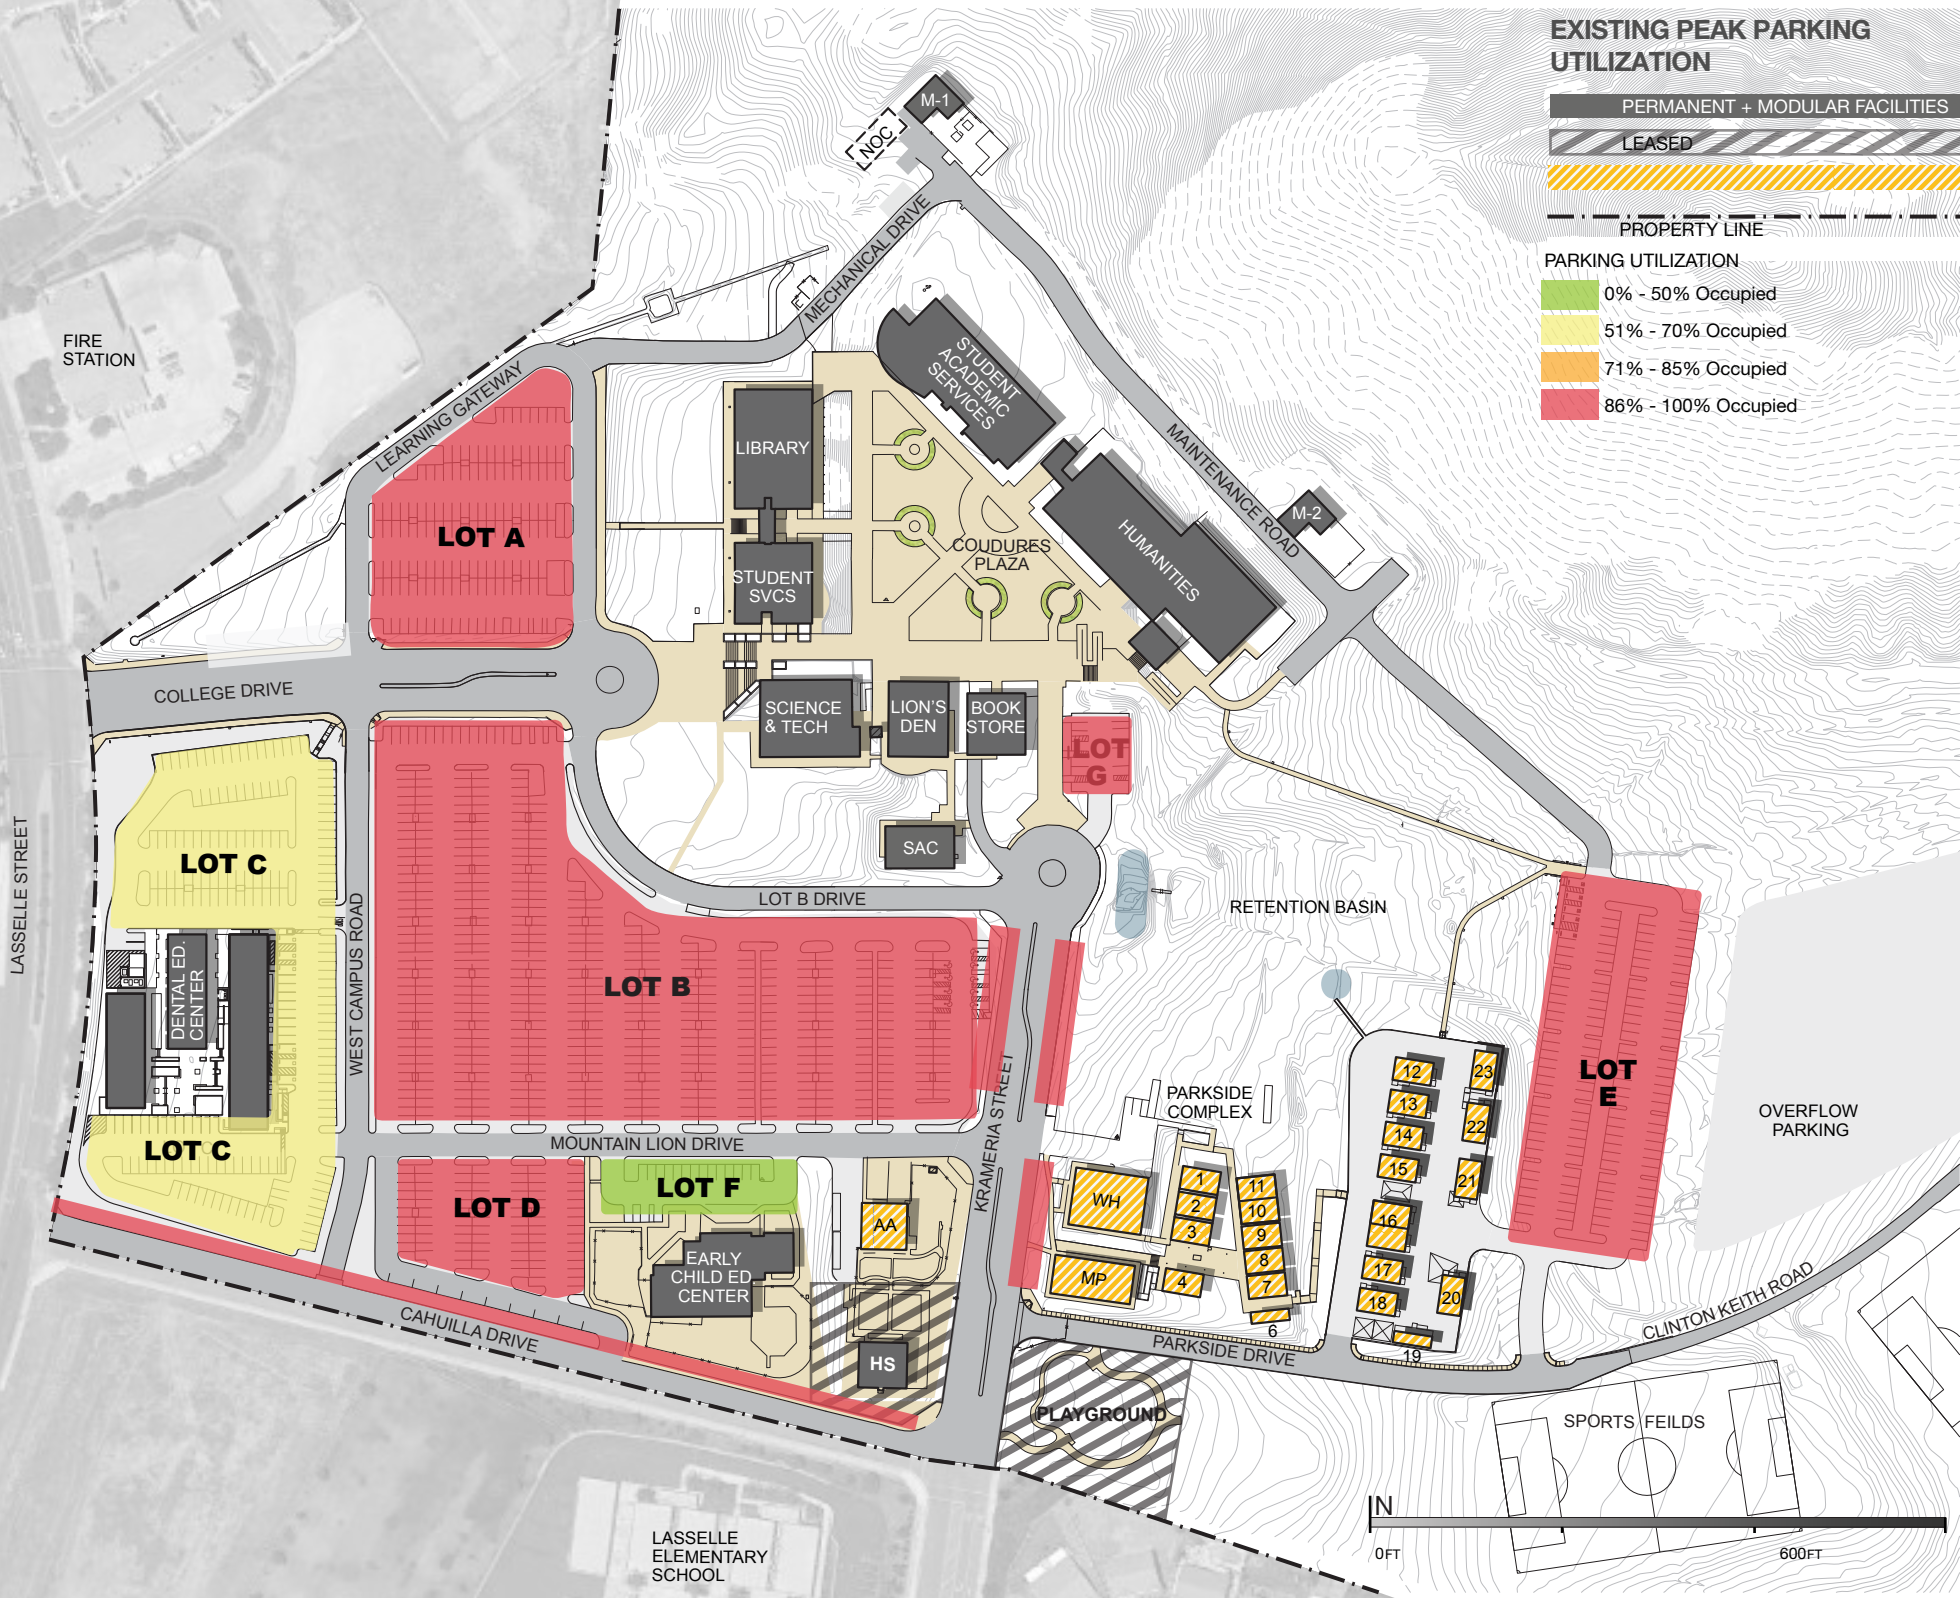 EXISTING PEAK PARKING
UTILIZATION
PERMANENT + MODULAR FACILITIES
LEASED
PROPERTY LINE
PARKING UTILIZATION
0% - 50% Occupied
51% - 70% Occupied
71% - 85% Occupied
86% - 100% Occupied
M-1
NOC
MECHANICAL DRIVE
FIRE
STATION
LEARNING GATEWAY
STUDENT
ACADEMIC
SERVICES
LIBRARY
MAINTENANCE ROAD
M-2
LOT A
COUDURES
PLAZA
HUMANITIES
STUDENT
SVCS
COLLEGE DRIVE
SCIENCE
& TECH
LION'S
DEN
BOOK
STORE
LOT
G
LOT C
SAC
LASSELLE STREET
WEST CAMPUS ROAD
LOT B DRIVE
RETENTION BASIN
DENTAL ED.
CENTER
LOT B
KRAMERIA STREET
LOT
E
OVERFLOW
PARKING
PARKSIDE
COMPLEX
12
13
14
15
16
17
18
19
20
21
22
23
LOT C
MOUNTAIN LION DRIVE
LOT D
LOT F
AA
WH
MP
1
2
3
4
11
10
9
8
7
6
EARLY
CHILD ED
CENTER
HS
CAHUILLA DRIVE
PARKSIDE DRIVE
CLINTON KEITH ROAD
PLAYGROUND
SPORTS FEILDS
N
0FT
600FT
LASSELLE
ELEMENTARY
SCHOOL